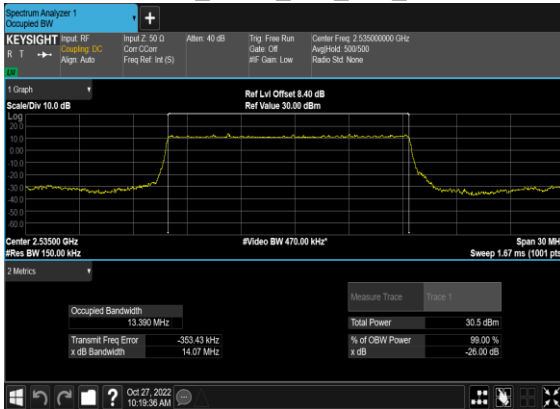 Spectrum Analyzer 1
Occupied BW
+
KEYSIGHT
R T
LXI
Input: RF
Coupling: DC
Align: Auto
Input Z: 50 Ω
Corr CCorr
Freq Ref: Int (S)
Atten: 40 dB
Trig: Free Run
Gate: Off
#IF Gain: Low
Center Freq: 2.535000000 GHz
Avg|Hold: 500/500
Radio Std: None
1 Graph
Scale/Div 10.0 dB
Ref Lvl Offset 8.40 dB
Ref Value 30.00 dBm
Log
20.0
10.0
0.00
-10.0
-20.0
-30.0
-40.0
-50.0
-60.0
Center 2.53500 GHz
#Res BW 150.00 kHz
#Video BW 470.00 kHz*
Span 30 MH
Sweep 1.67 ms (1001 pts
2 Metrics
Measure Trace
Trace 1
Occupied Bandwidth
13.390 MHz
Total Power
30.5 dBm
Transmit Freq Error
-353.43 kHz
% of OBW Power
99.00 %
x dB Bandwidth
14.07 MHz
x dB
-26.00 dB
?
Oct 27, 2022
10:19:36 AM